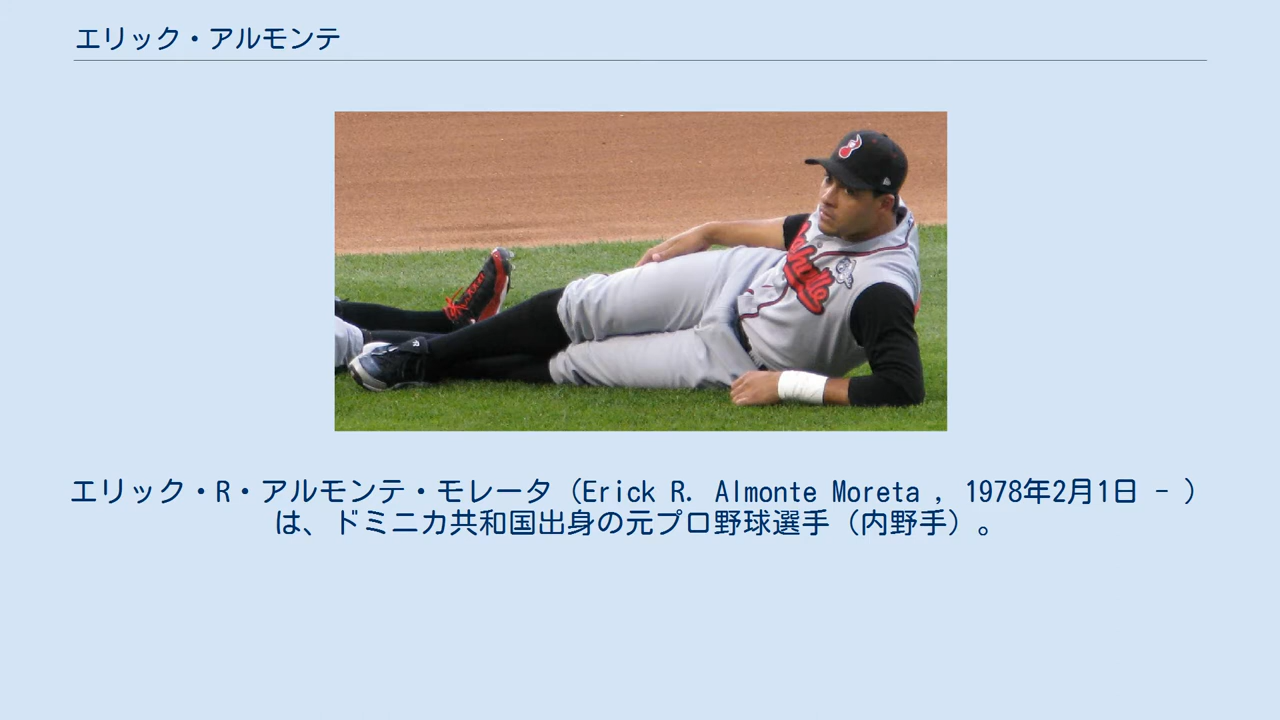 エリック・アルモンテ
エリック・R・アルモンテ・モレータ（Erick R. Almonte Moreta , 1978年2月1日 - ）
は、ドミニカ共和国出身の元プロ野球選手（内野手）。